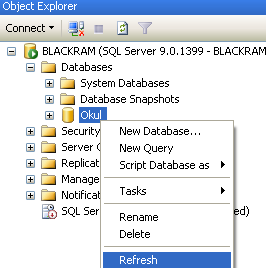 Object Explorer
Connect
BLACKRAM (SQL Server 9.0.1399 - BLACKRAM
Databases
System Databases
Database Snapshots
Okul
New Database...
Security
New Query
Server O
Script Database as
Replicat
Manage
Tasks
Notificat
Rename
SQL Ser
ed)
Delete
Refresh